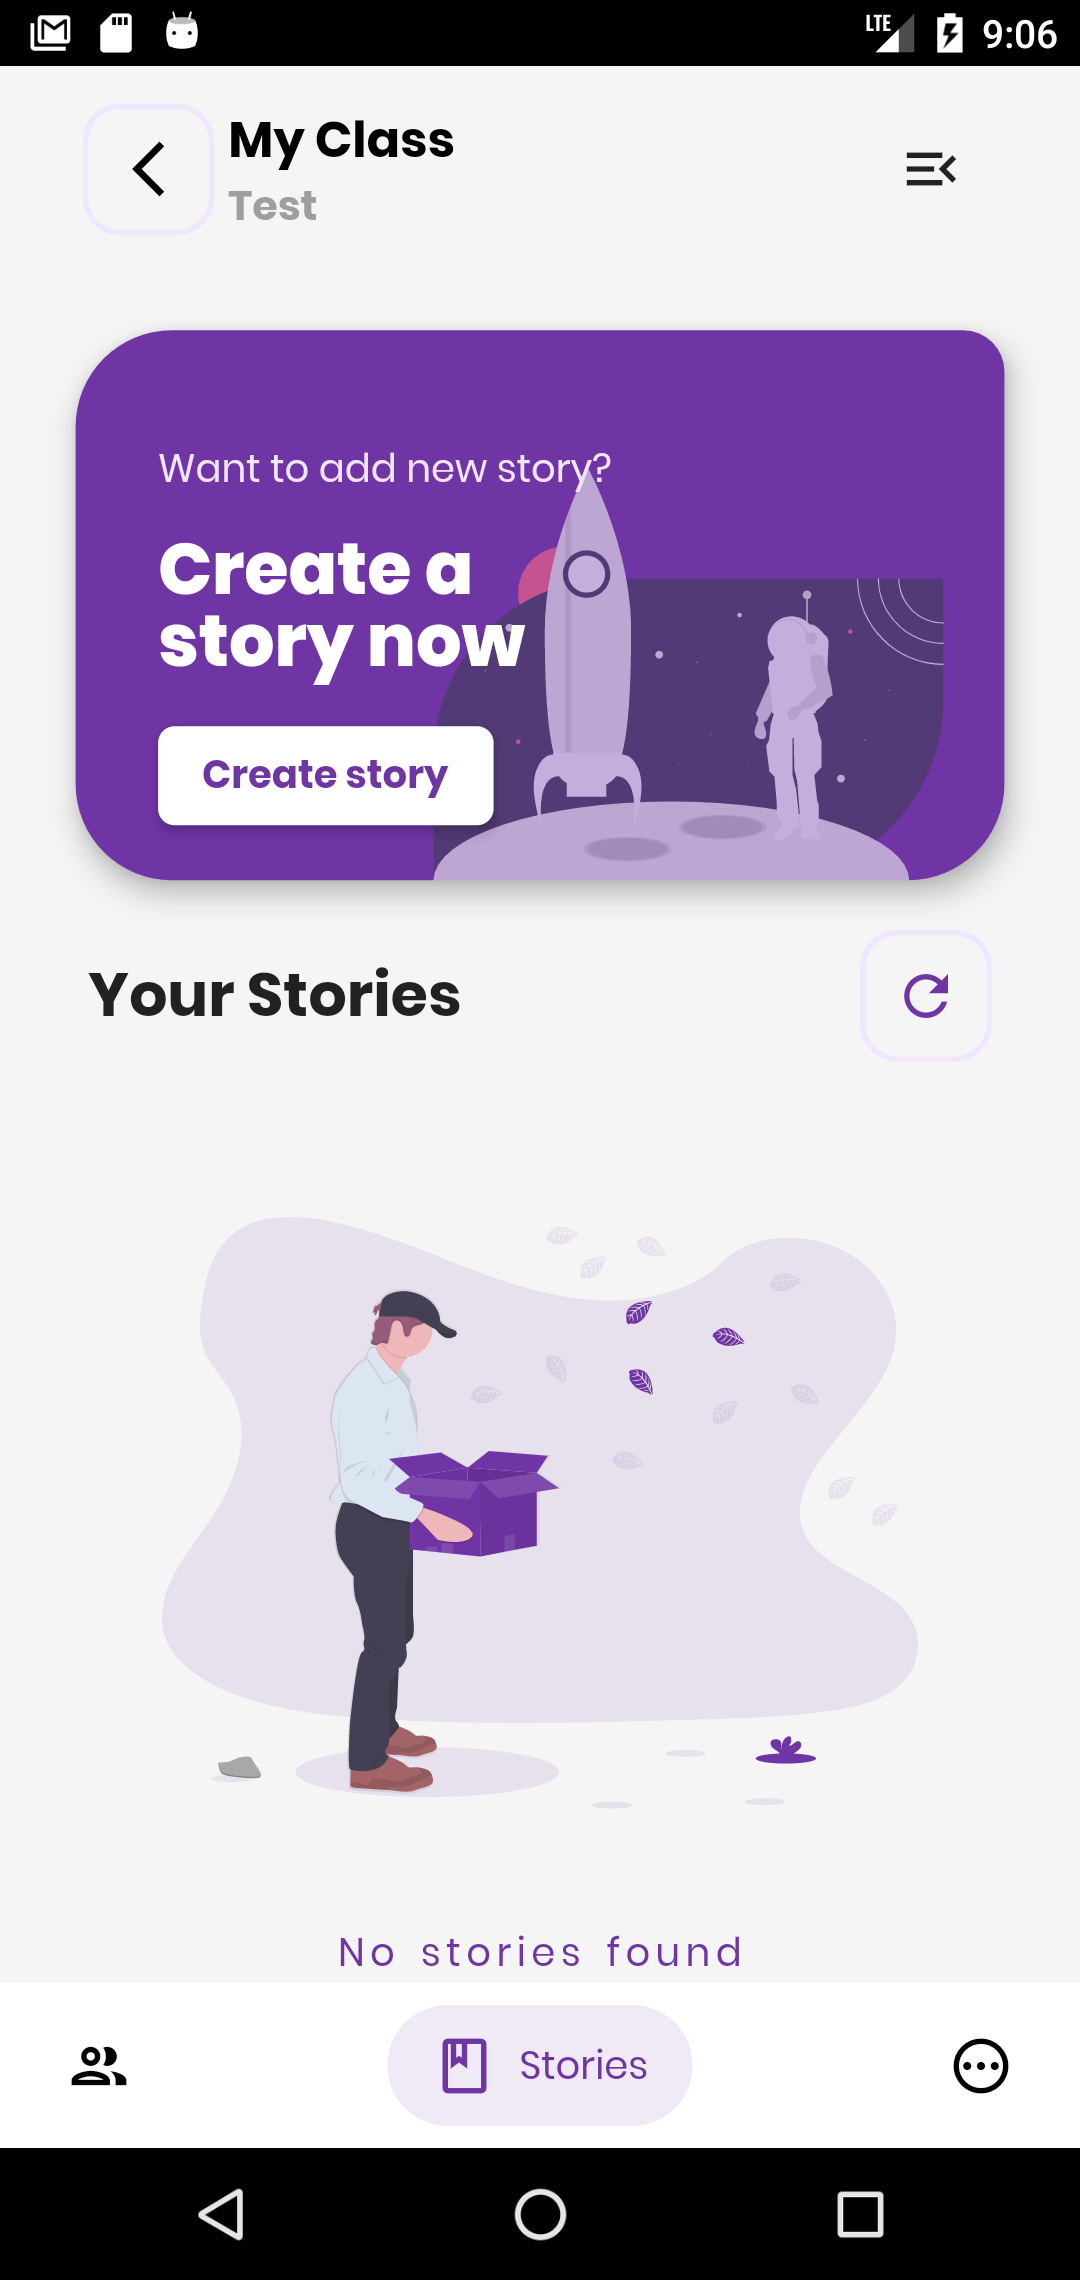 LTE 9:06
My Class
Test
Want to add new story?
Create a
story now
Create story
Your Stories
No stories found
Stories